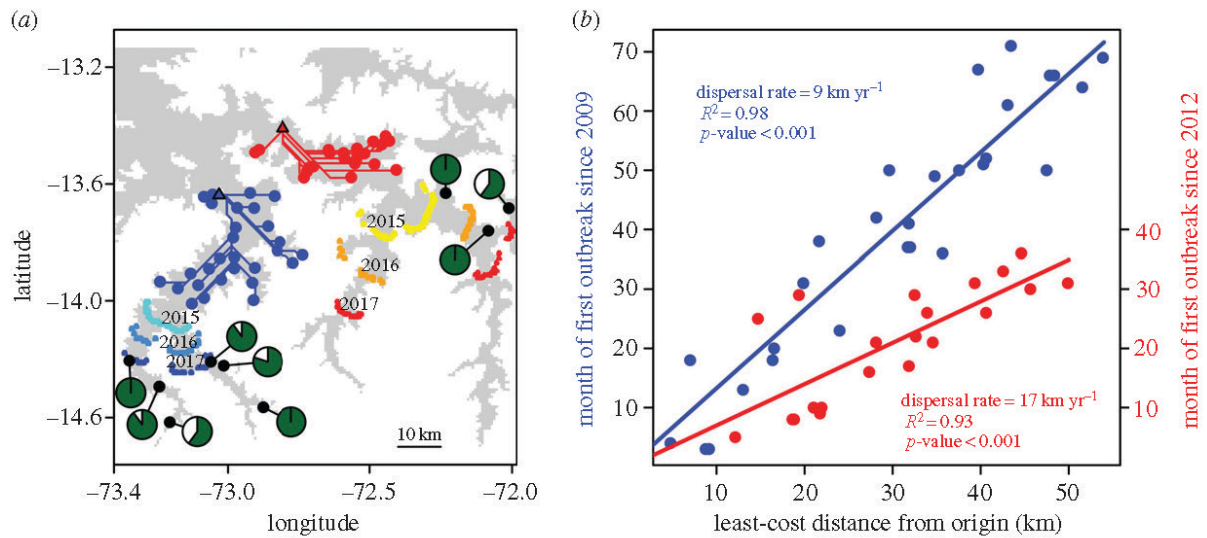 (a)
latitude
–13.2
–13.6
–14.0
–14.6
2015
2016
2017
2015
2016
2017
10 km
–73.4
–73.0
–72.5
–72.0
longitude
(b)
month of first outbreak since 2009
70
60
50
40
30
20
10
dispersal rate = 9 km yr⁻¹
R² = 0.98
p-value < 0.001
dispersal rate = 17 km yr⁻¹
R² = 0.93
p-value < 0.001
40
30
20
10
month of first outbreak since 2012
10
20
30
40
50
least-cost distance from origin (km)